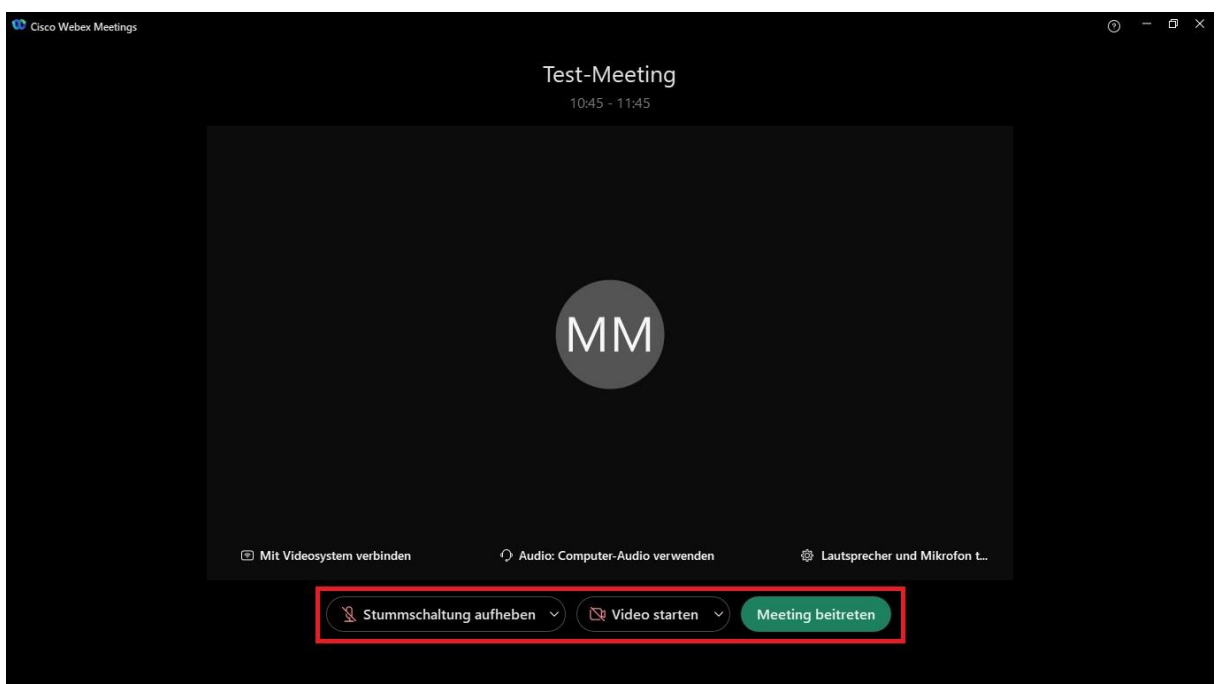 Cisco Webex Meetings
Test-Meeting
10:45 - 11:45
MM
Mit Videosystem verbinden
Audio: Computer-Audio verwenden
Lautsprecher und Mikrofon t...
Stummschaltung aufheben
Video starten
Meeting beitreten